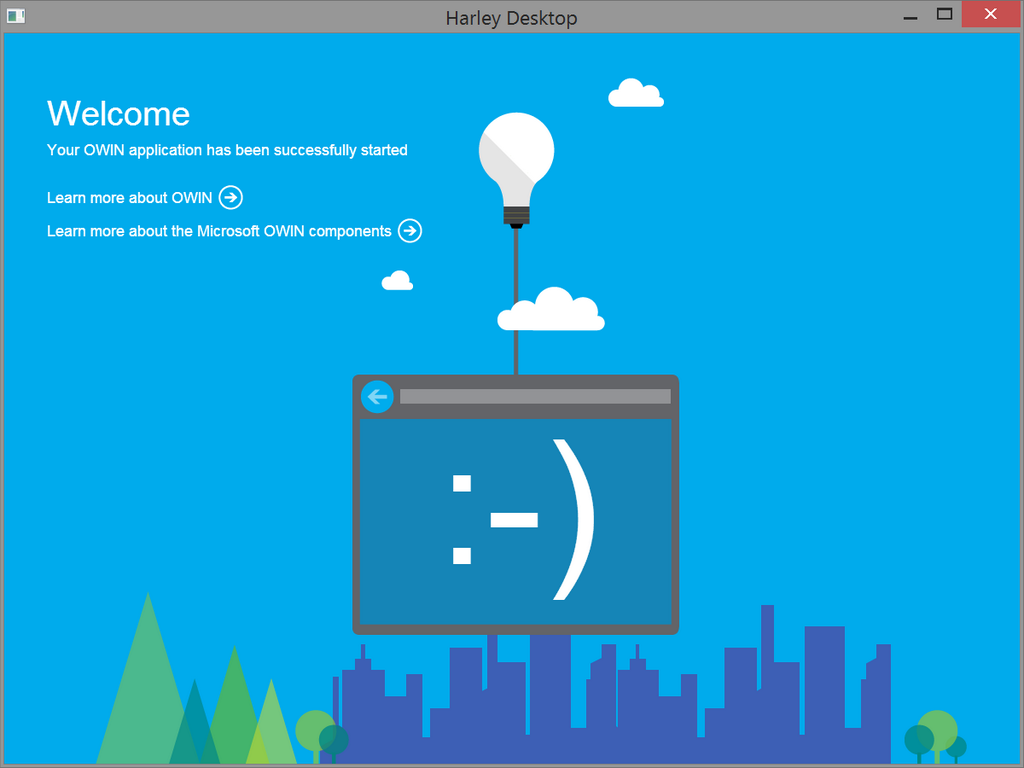 Harley Desktop
Welcome
Your OWIN application has been successfully started
Learn more about OWIN
Learn more about the Microsoft OWIN components
:-)